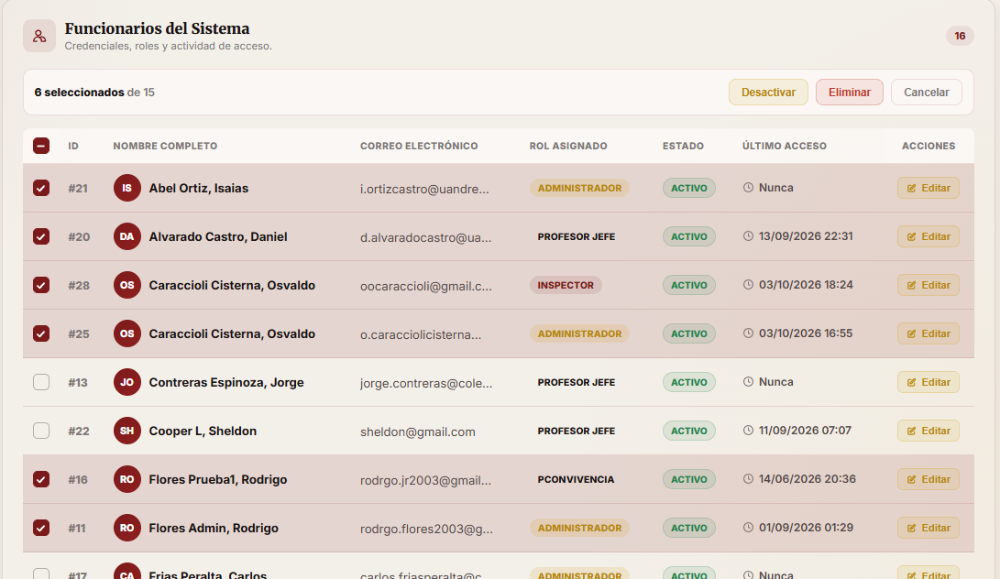 Funcionarios del Sistema
Credenciales, roles y actividad de acceso.
16
6 seleccionados de 15
Desactivar
Eliminar
Cancelar
ID NOMBRE COMPLETO CORREO ELECTRÓNICO ROL ASIGNADO ESTADO ÚLTIMO ACCESO ACCIONES
#21 IS Abel Ortiz, Isaias i.ortizcastro@uandre... ADMINISTRADOR ACTIVO Nunca Editar
#20 DA Alvarado Castro, Daniel d.alvaradocastro@ua... PROFESOR JEFE ACTIVO 13/09/2026 22:31 Editar
#28 OS Caraccioli Cisterna, Osvaldo oocaraccioli@gmail.c... INSPECTOR ACTIVO 03/10/2026 18:24 Editar
#25 OS Caraccioli Cisterna, Osvaldo o.caracciolicisterna... ADMINISTRADOR ACTIVO 03/10/2026 16:55 Editar
#13 JO Contreras Espinoza, Jorge jorge.contreras@cole... PROFESOR JEFE ACTIVO Nunca Editar
#22 SH Cooper L, Sheldon sheldon@gmail.com PROFESOR JEFE ACTIVO 11/09/2026 07:07 Editar
#16 RO Flores Prueba1, Rodrigo rodrgo.jr2003@gmail... PCONVIVENCIA ACTIVO 14/06/2026 20:36 Editar
#11 RO Flores Admin, Rodrigo rodrgo.flores2003@g... ADMINISTRADOR ACTIVO 01/09/2026 01:29 Editar
#17 CA Frias Peralta, Carlos carlos.friasperalta@c... ADMINISTRADOR ACTIVO Nunca Editar